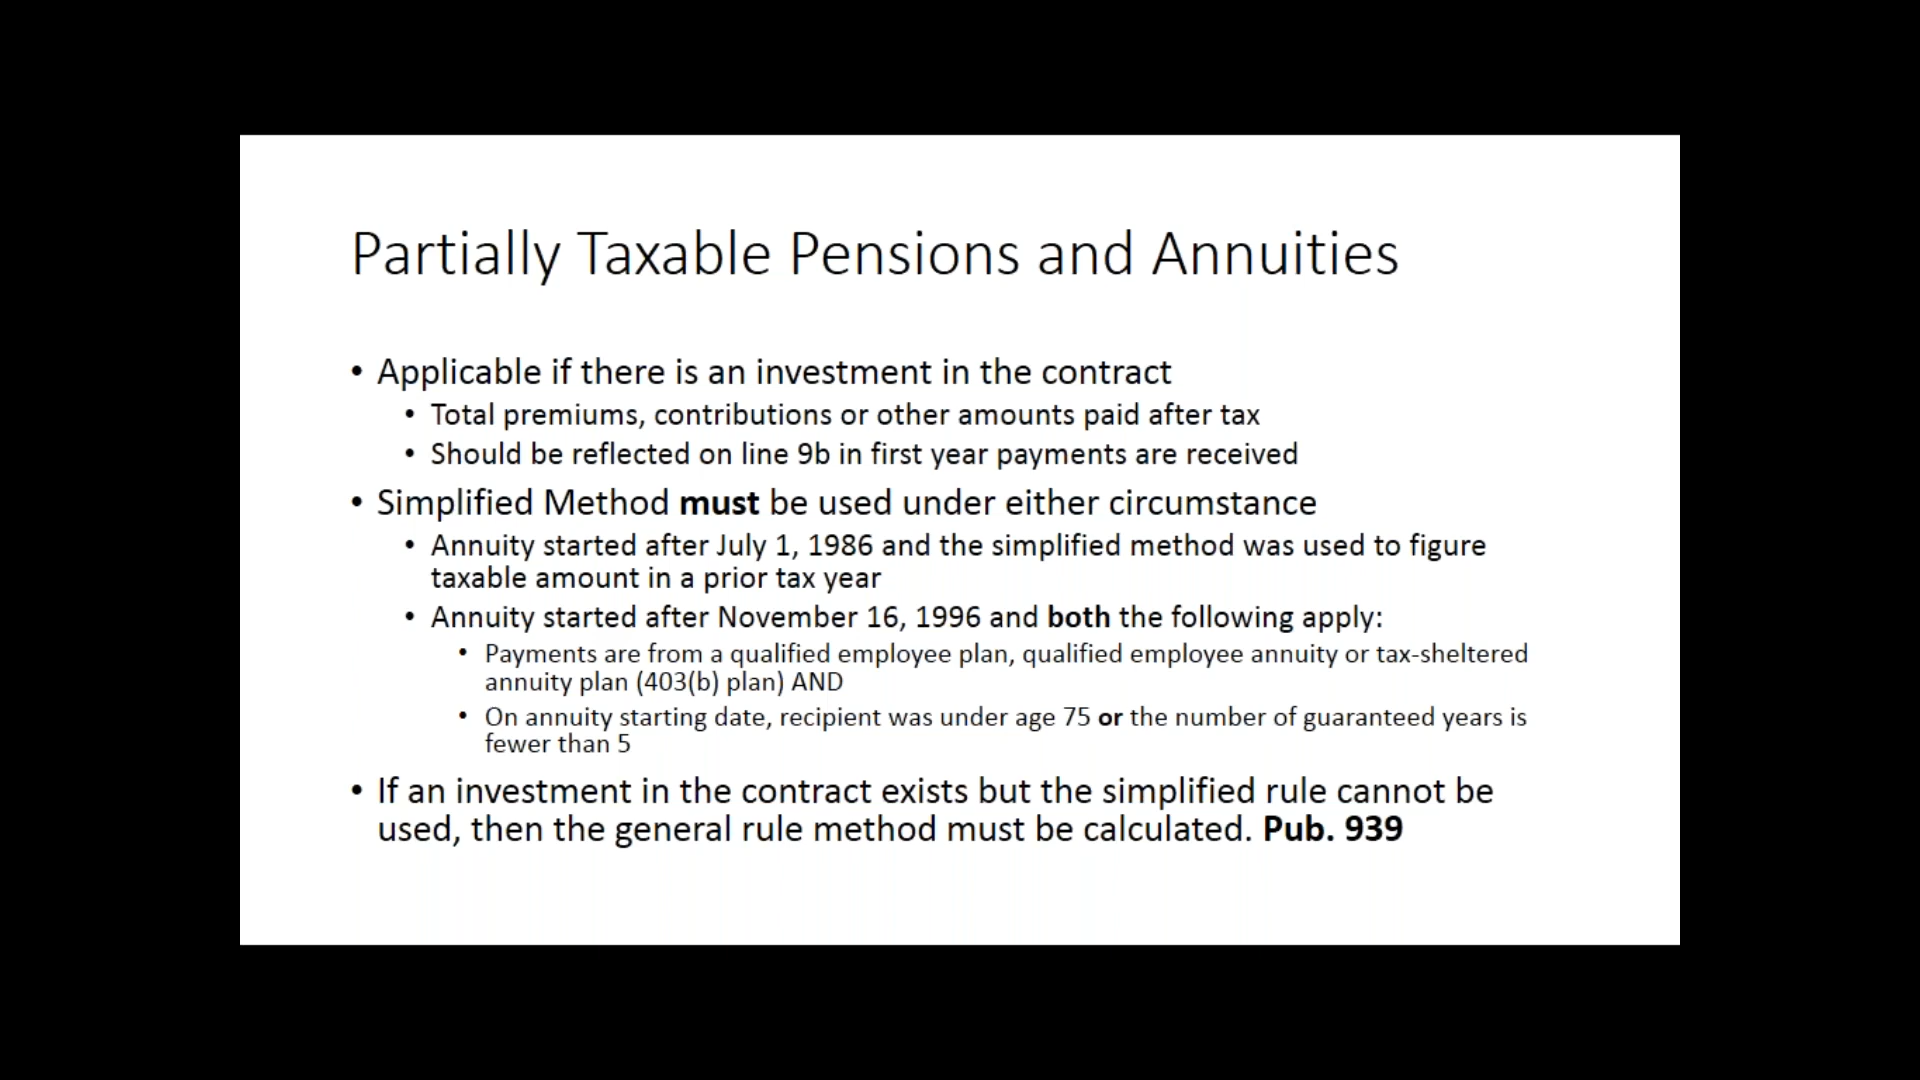 Partially Taxable Pensions and Annuities
• Applicable if there is an investment in the contract
• Total premiums, contributions or other amounts paid after tax
• Should be reflected on line 9b in first year payments are received
• Simplified Method must be used under either circumstance
• Annuity started after July 1, 1986 and the simplified method was used to figure
taxable amount in a prior tax year
• Annuity started after November 16, 1996 and both the following apply:
• Payments are from a qualified employee plan, qualified employee annuity or tax-sheltered
annuity plan (403(b) plan) AND
• On annuity starting date, recipient was under age 75 or the number of guaranteed years is
fewer than 5
• If an investment in the contract exists but the simplified rule cannot be
used, then the general rule method must be calculated. Pub. 939